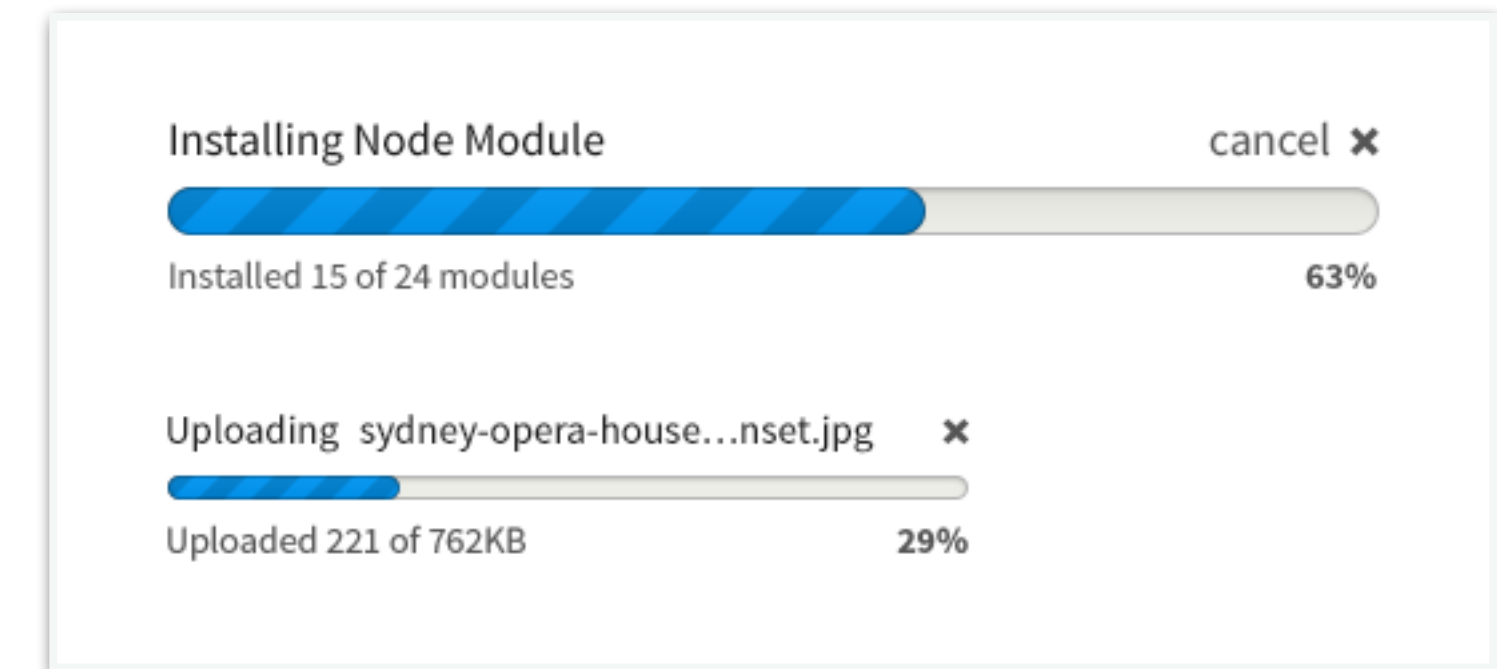 Installing Node Module cancel ✖
Installed 15 of 24 modules 63%
Uploading sydney-opera-house…nset.jpg ✖
Uploaded 221 of 762KB 29%